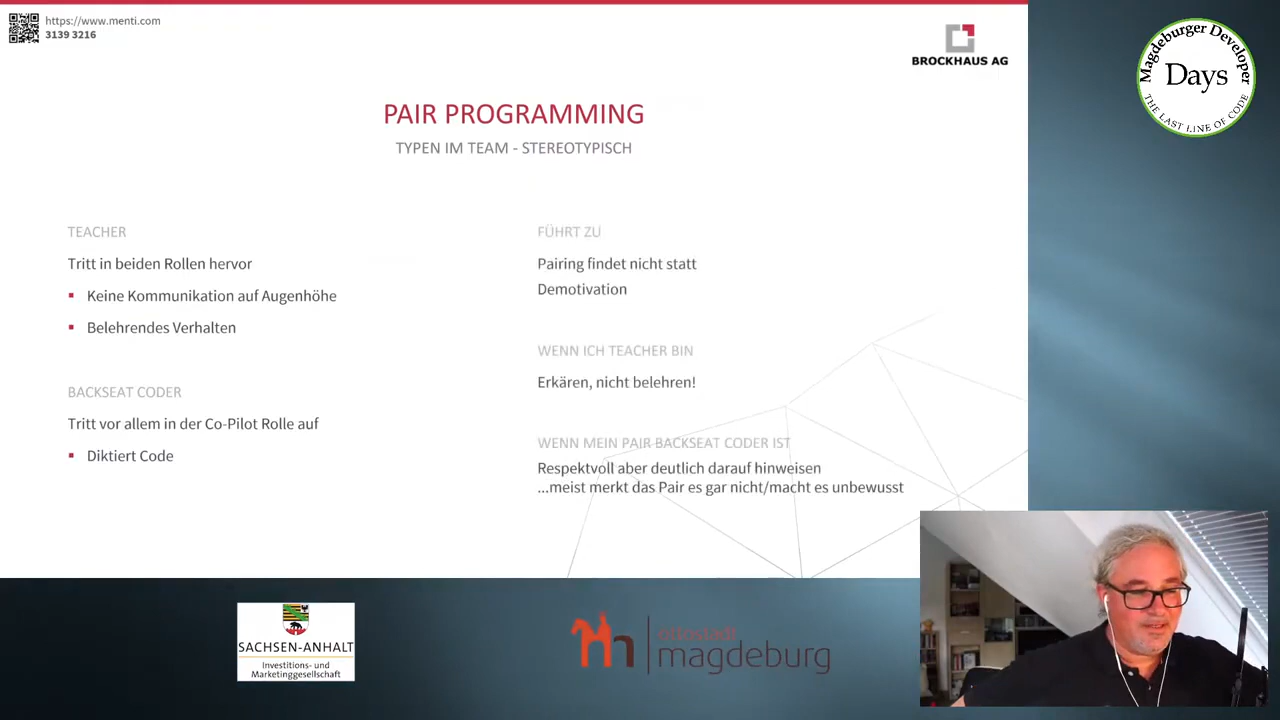 https://www.menti.com
3139 3216
BROCKHAUS AG
Magdeburger Developer
Days
THE LAST LINE OF CODE
PAIR PROGRAMMING
TYPEN IM TEAM - STEREOTYPISCH
TEACHER
Tritt in beiden Rollen hervor
▪ Keine Kommunikation auf Augenhöhe
▪ Belehrendes Verhalten
BACKSEAT CODER
Tritt vor allem in der Co-Pilot Rolle auf
▪ Diktiert Code
FÜHRT ZU
Pairing findet nicht statt
Demotivation
WENN ICH TEACHER BIN
Erkären, nicht belehren!
WENN MEIN PAIR BACKSEAT CODER IST
Respektvoll aber deutlich darauf hinweisen
...meist merkt das Pair es gar nicht/macht es unbewusst
SACHSEN-ANHALT
Investitions- und
Marketinggesellschaft
ottostadt
magdeburg